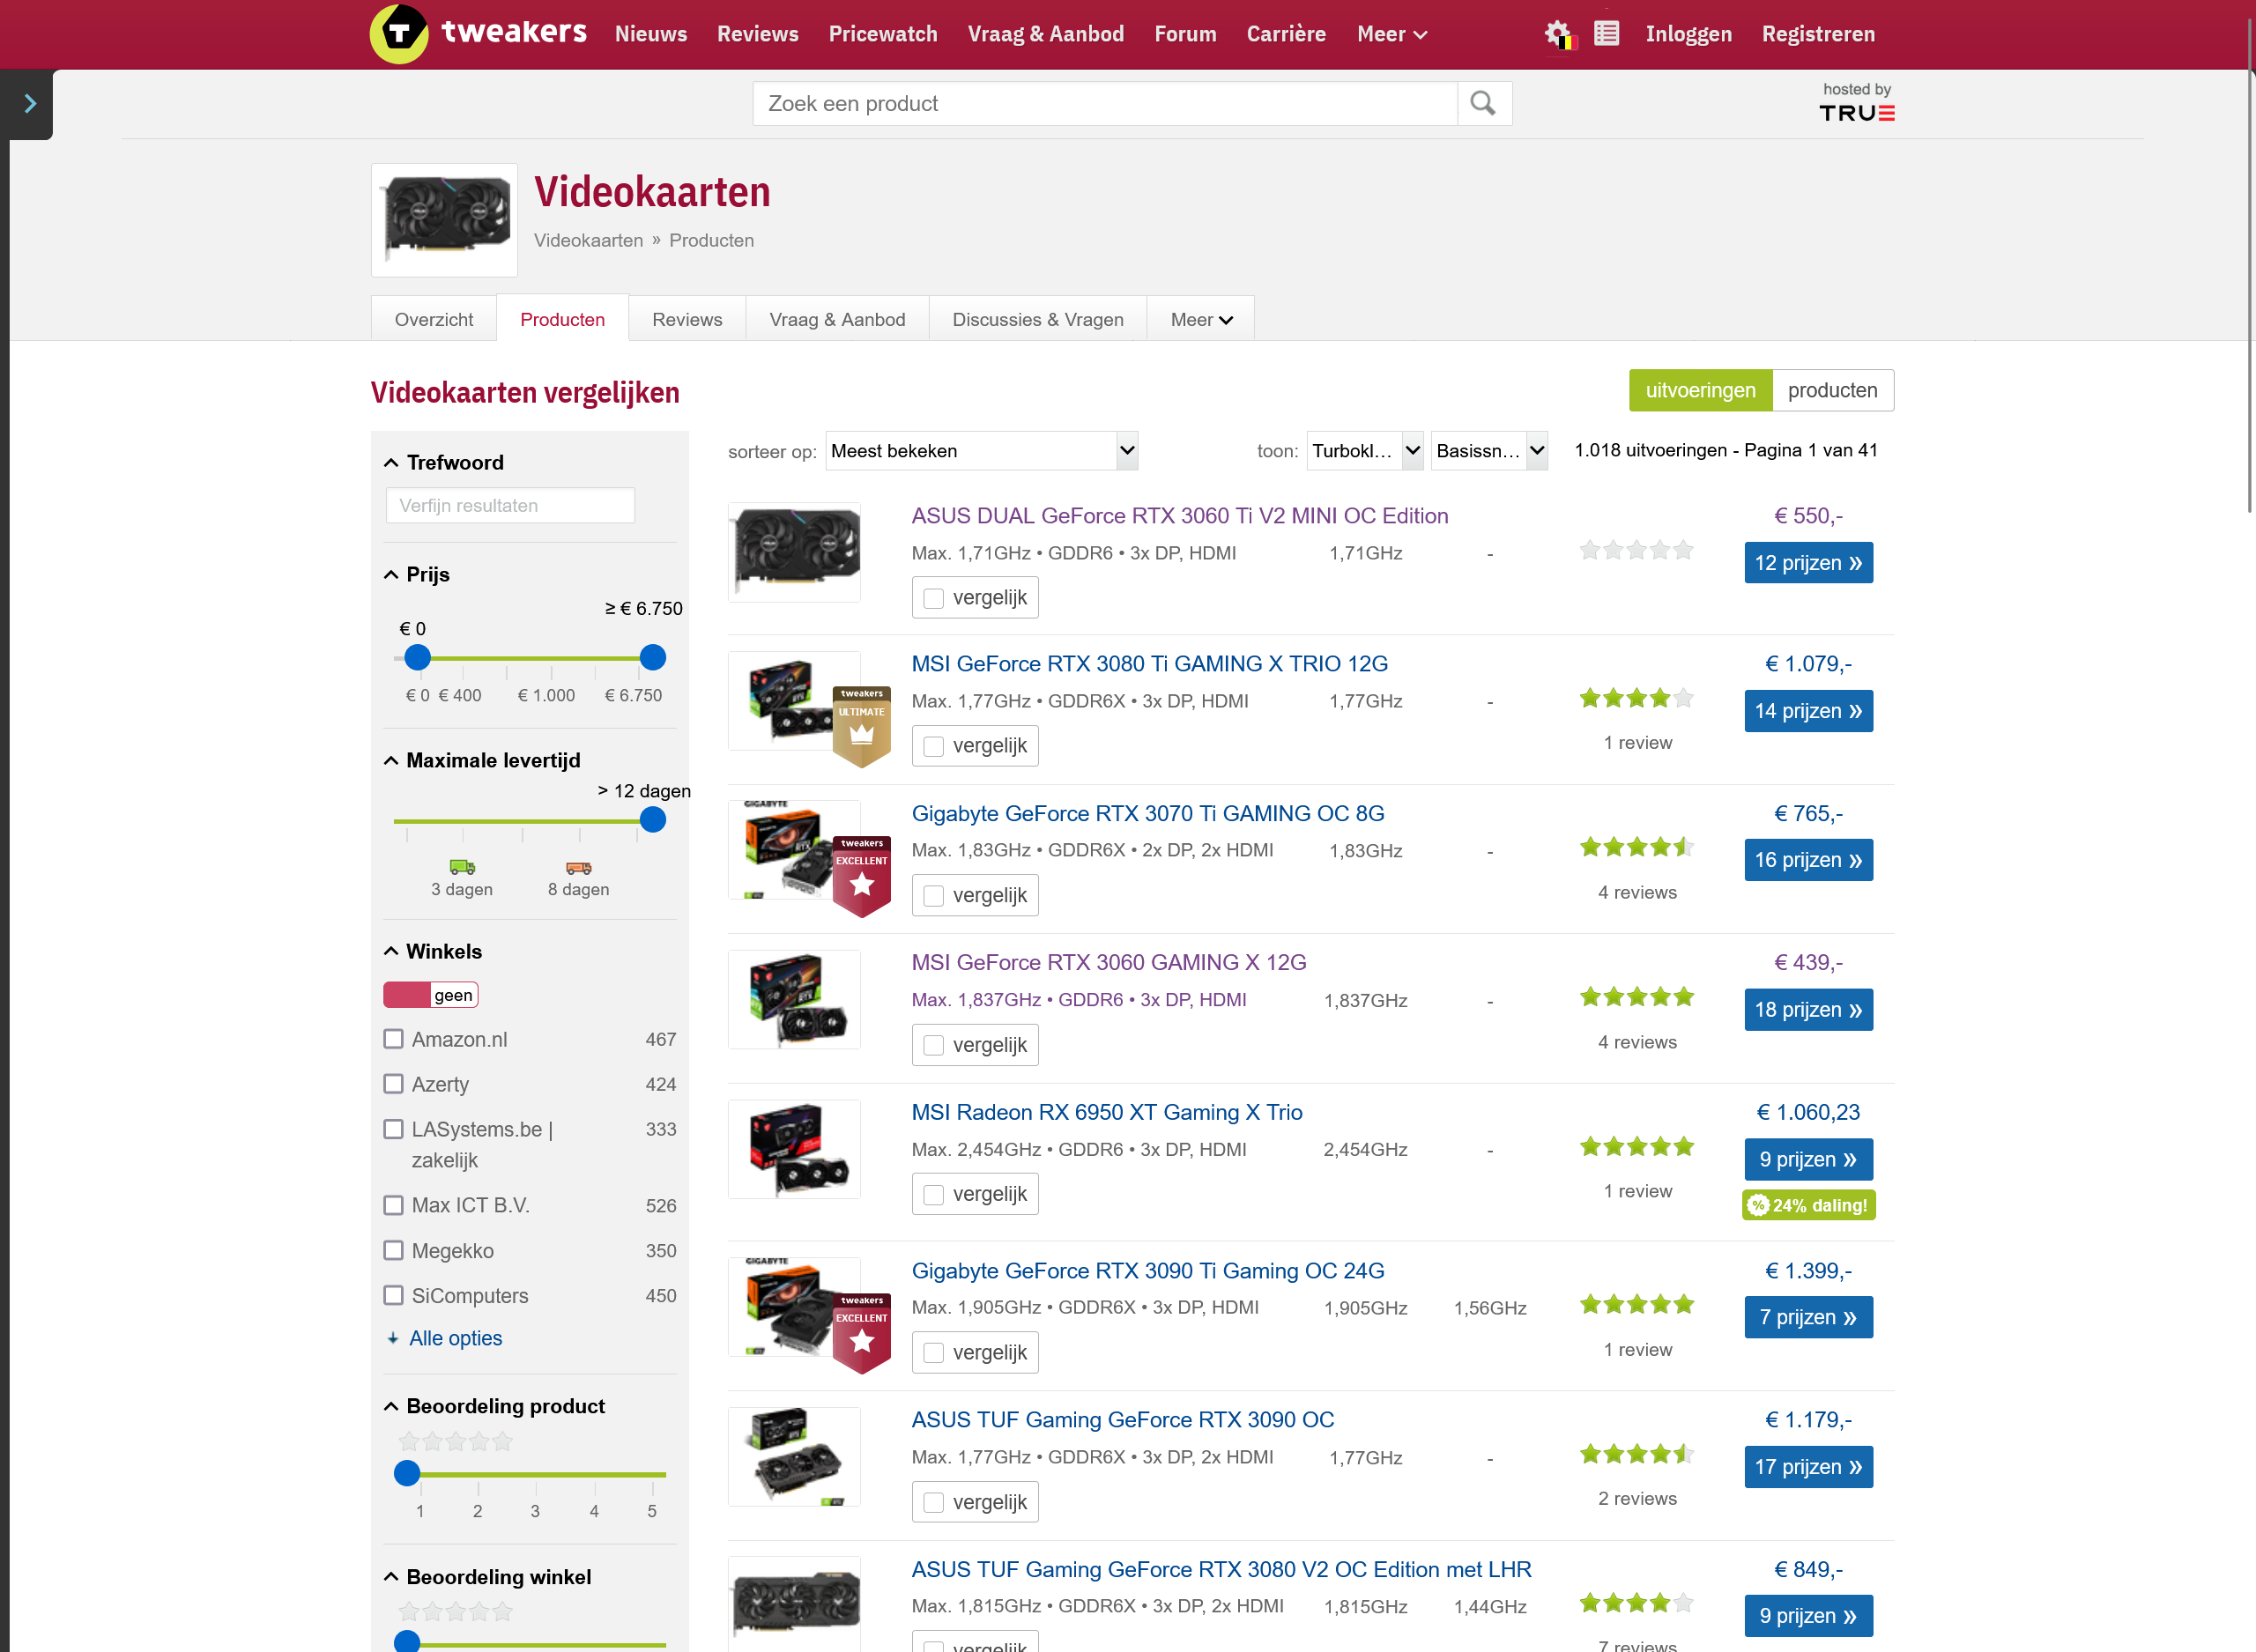 tweakers Nieuws Reviews Pricewatch Vraag & Aanbod Forum Carrière Meer Inloggen Registreren
Zoek een product
hosted by
TRUE
Videokaarten
Videokaarten » Producten
Overzicht Producten Reviews Vraag & Aanbod Discussies & Vragen Meer
Videokaarten vergelijken
uitvoeringen producten
Trefwoord
Verfijn resultaten
Prijs
≥ € 6.750
€ 0
€ 0 € 400 € 1.000 € 6.750
Maximale levertijd
> 12 dagen
3 dagen 8 dagen
Winkels
geen
Amazon.nl 467
Azerty 424
LASystems.be | 333
zakelijk
Max ICT B.V. 526
Megekko 350
SiComputers 450
Alle opties
Beoordeling product
1 2 3 4 5
Beoordeling winkel
sorteer op: Meest bekeken toon: Turbokl... Basissn... 1.018 uitvoeringen - Pagina 1 van 41
ASUS DUAL GeForce RTX 3060 Ti V2 MINI OC Edition € 550,-
Max. 1,71GHz • GDDR6 • 3x DP, HDMI 1,71GHz - 12 prijzen »
vergelijk
MSI GeForce RTX 3080 Ti GAMING X TRIO 12G € 1.079,-
tweakers
ULTIMATE
Max. 1,77GHz • GDDR6X • 3x DP, HDMI 1,77GHz - 14 prijzen »
vergelijk 1 review
GIGABYTE
Gigabyte GeForce RTX 3070 Ti GAMING OC 8G € 765,-
tweakers
EXCELLENT
Max. 1,83GHz • GDDR6X • 2x DP, 2x HDMI 1,83GHz - 16 prijzen »
vergelijk 4 reviews
MSI GeForce RTX 3060 GAMING X 12G € 439,-
Max. 1,837GHz • GDDR6 • 3x DP, HDMI 1,837GHz - 18 prijzen »
vergelijk 4 reviews
MSI Radeon RX 6950 XT Gaming X Trio € 1.060,23
Max. 2,454GHz • GDDR6 • 3x DP, HDMI 2,454GHz - 9 prijzen »
vergelijk 1 review
% 24% daling!
GIGABYTE
Gigabyte GeForce RTX 3090 Ti Gaming OC 24G € 1.399,-
tweakers
EXCELLENT
Max. 1,905GHz • GDDR6X • 3x DP, HDMI 1,905GHz 1,56GHz 7 prijzen »
vergelijk 1 review
ASUS TUF Gaming GeForce RTX 3090 OC € 1.179,-
Max. 1,77GHz • GDDR6X • 3x DP, 2x HDMI 1,77GHz - 17 prijzen »
vergelijk 2 reviews
ASUS TUF Gaming GeForce RTX 3080 V2 OC Edition met LHR € 849,-
Max. 1,815GHz • GDDR6X • 3x DP, 2x HDMI 1,815GHz 1,44GHz 9 prijzen »
vergelijk 7 reviews